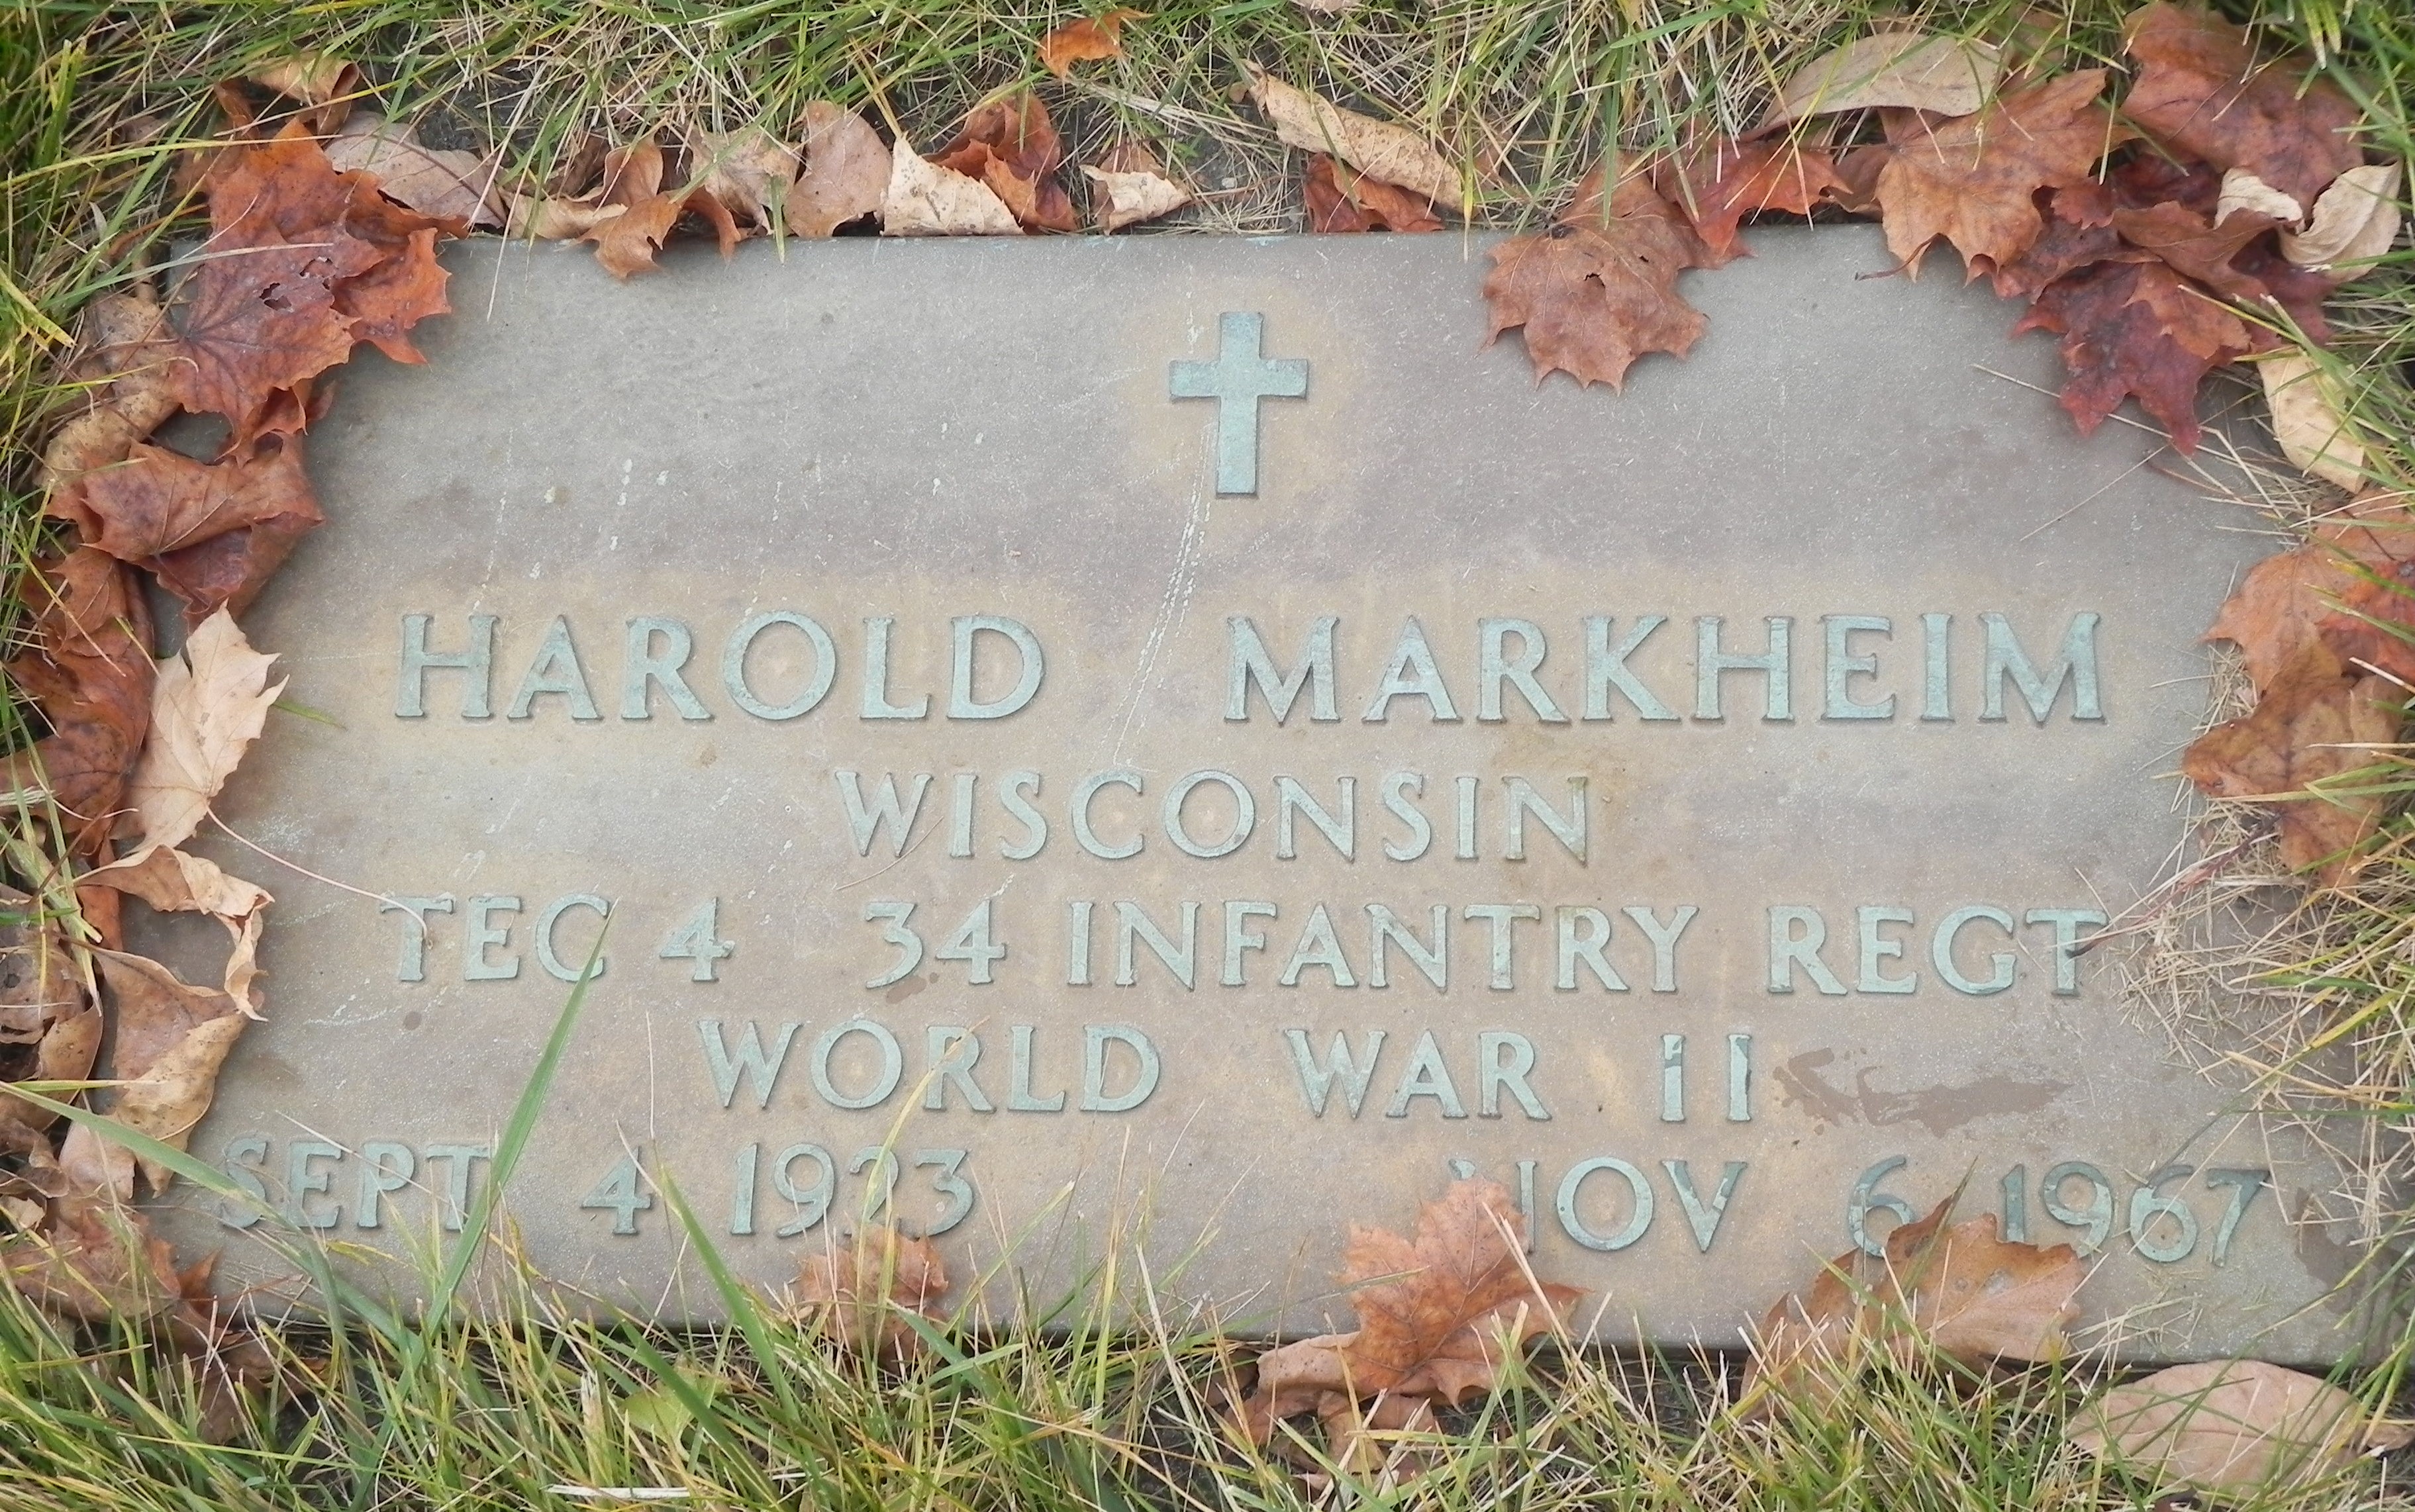 HAROLD MARKHEIM
WISCONSIN
TEC 4 34 INFANTRY REGT
WORLD WAR II
SEPT 4 1923 NOV 6 1967